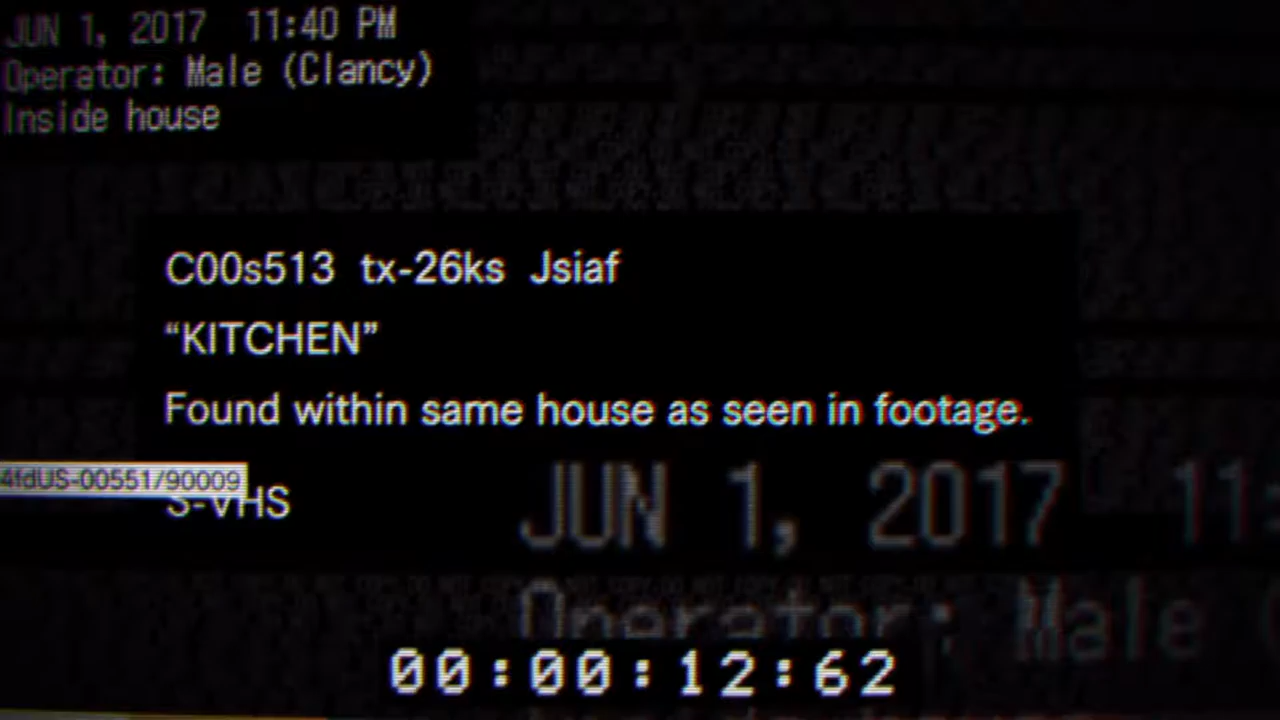 JUN 1, 2017 11:40 PM
Operator: Male (Clancy)
Inside house
C00s513 tx-26ks Jsiaf
“KITCHEN”
Found within same house as seen in footage.
4fdUS-00551/90009
S-VHS
JUN 1, 2017 11:
Operator: Male (
00:00:12:62